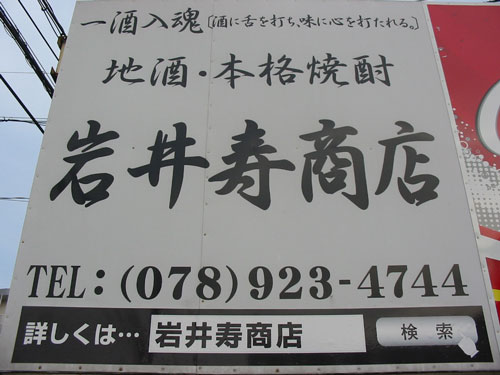 一酒入魂〔酒に舌を打ち、味に心を打たれる。〕
地酒・本格焼酎
岩井寿商店
TEL:(078)923-4744
詳しくは… 岩井寿商店 検索